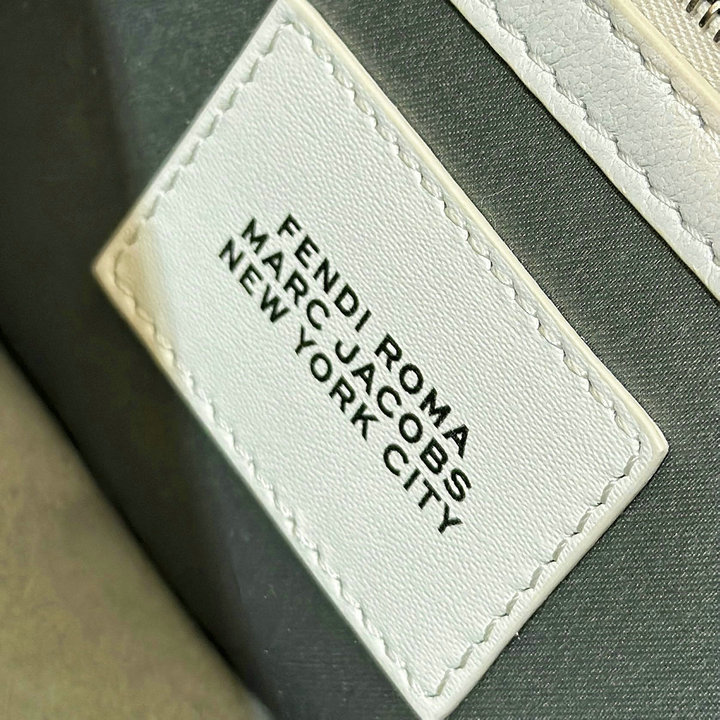 FENDI ROMA
MARC JACOBS
NEW YORK CITY